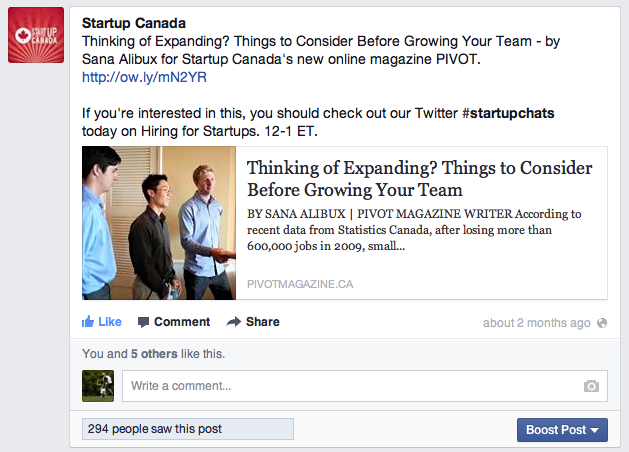 START UP
CANADA
Startup Canada
Thinking of Expanding? Things to Consider Before Growing Your Team - by
Sana Alibux for Startup Canada's new online magazine PIVOT.
http://ow.ly/mN2YR
If you're interested in this, you should check out our Twitter #startupchats
today on Hiring for Startups. 12-1 ET.
Thinking of Expanding? Things to Consider
Before Growing Your Team
BY SANA ALIBUX | PIVOT MAGAZINE WRITER According to
recent data from Statistics Canada, after losing more than
600,000 jobs in 2009, small...
PIVOTMAGAZINE.CA
Like Comment Share about 2 months ago
You and 5 others like this.
Write a comment...
294 people saw this post Boost Post